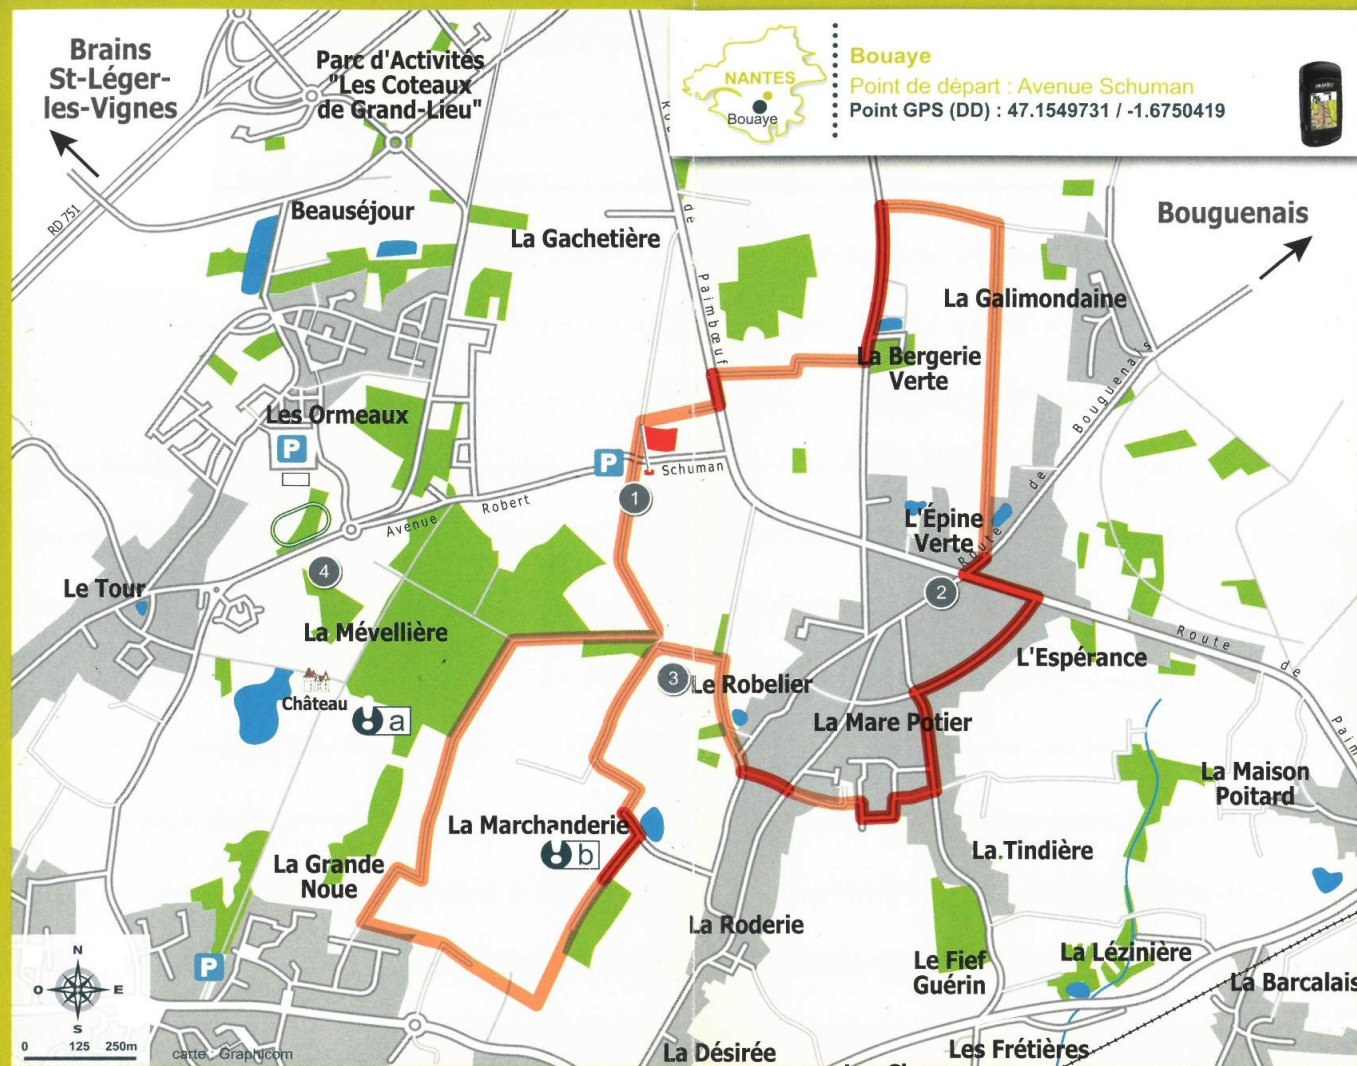 Brains
St-Léger-
les-Vignes
Parc d'Activités
"Les Coteaux
de Grand-Lieu"
NANTES
Bouaye
Bouaye
Point de départ : Avenue Schuman
Point GPS (DD) : 47.1549731 / -1.6750419
RD 751
Beauséjour
La Gachetière
de
Paimbœuf
Bouguenais
La Galimondaine
La Bergerie
Verte
Les Ormeaux
P
P
Schuman
Robert
Avenue
1
Route de Bouguenais
L'Épine
Verte
4
2
Le Tour
La Mévellière
Route de
L'Espérance
3
Le Robelier
Château
a
La Mare Potier
La Maison
Poitard
La Marchanderie
b
La Tindière
La Grande
Noue
La Roderie
P
Le Fief
Guérin
La Lézinière
La Barcalais
N
O
E
S
0 125 250m
carte : Graphicom
La Désirée
Les Frétières